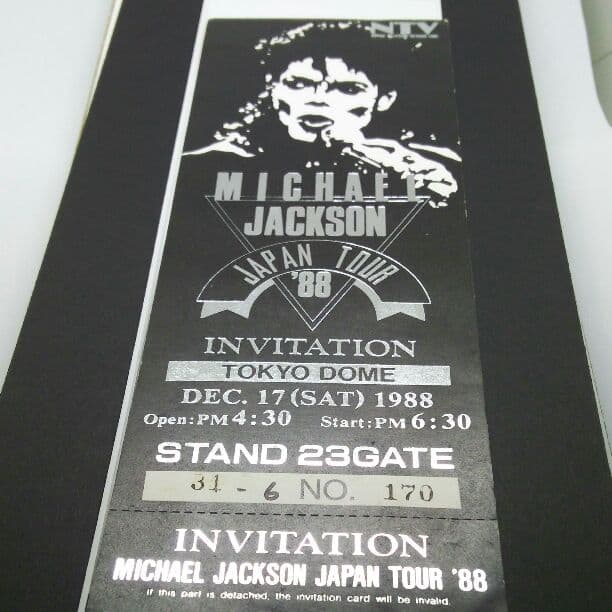 NTV
MICHAEL
JACKSON
JAPAN TOUR
'88
INVITATION
TOKYO DOME
DEC. 17 (SAT) 1988
Open: PM 4:30 Start: PM 6:30
STAND 23GATE
31 - 6 NO. 170
INVITATION
MICHAEL JACKSON JAPAN TOUR '88
If this part is detached, the invitation card will be invalid.